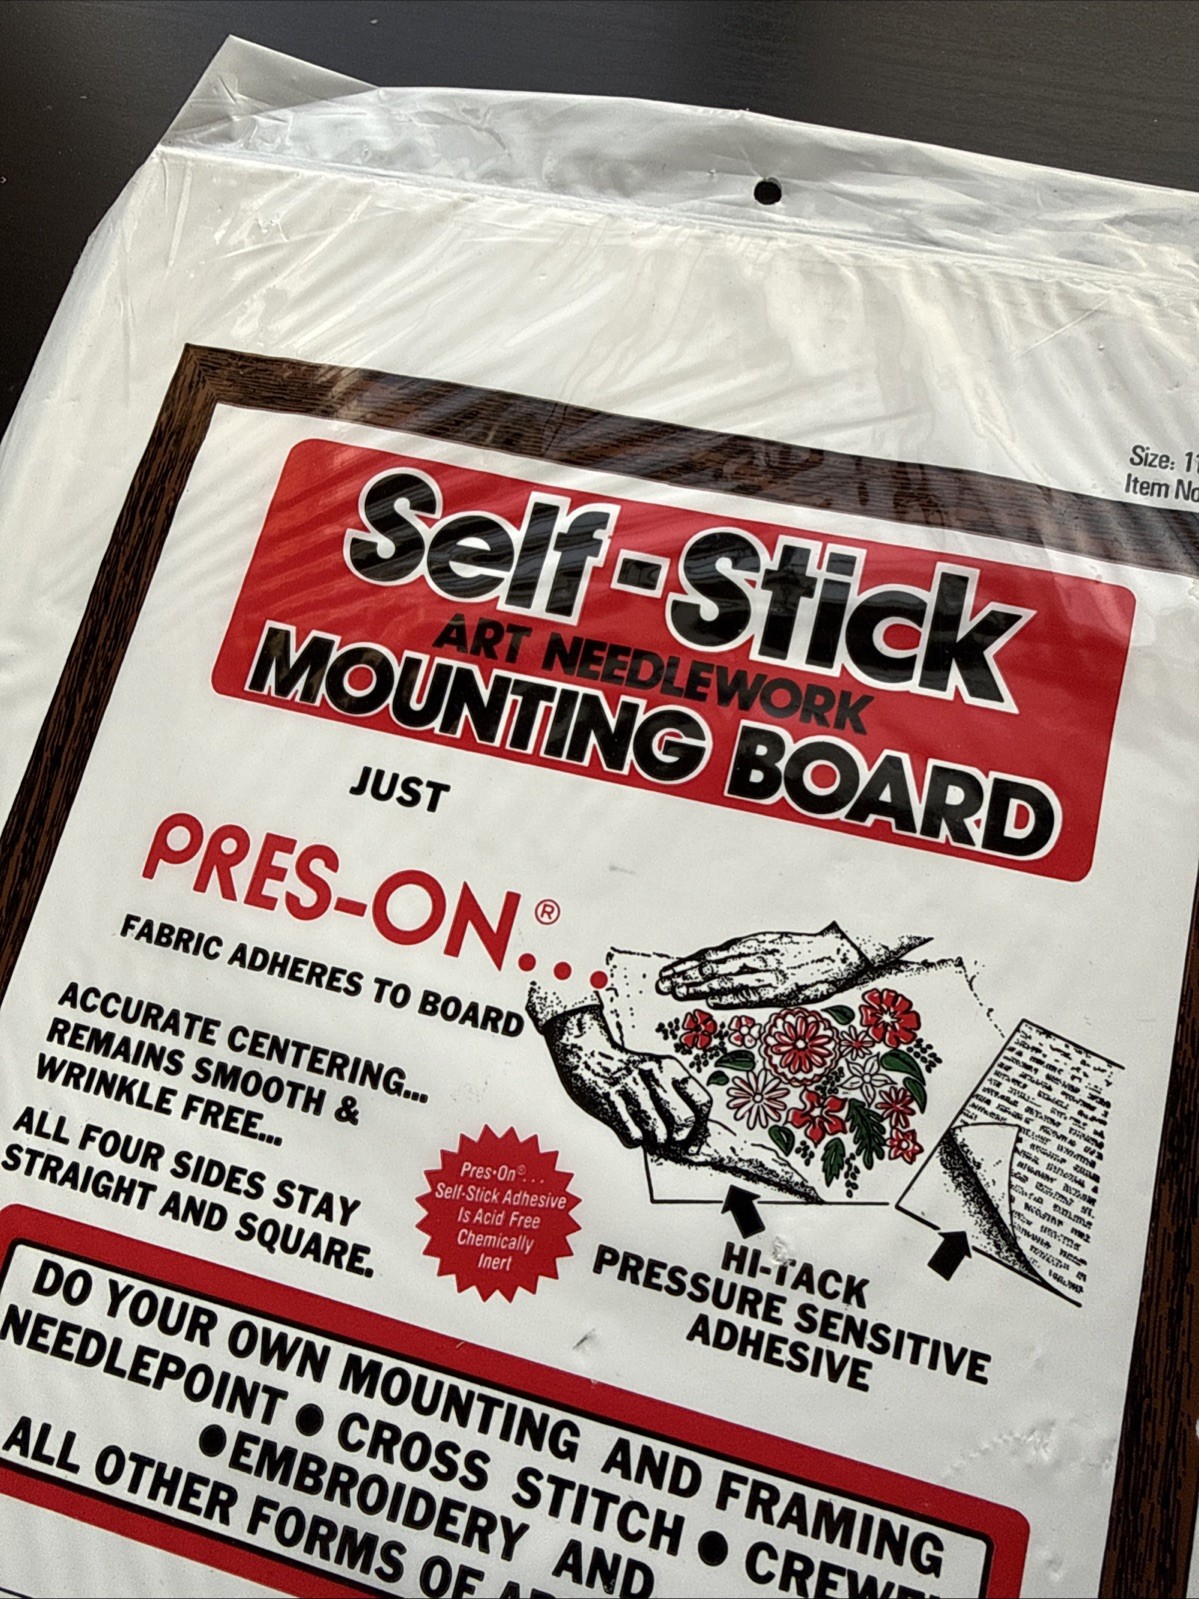 Size: 11
Item No
Self-Stick
ART NEEDLEWORK
MOUNTING BOARD
JUST
PRES-ON®...
FABRIC ADHERES TO BOARD
ACCURATE CENTERING...
REMAINS SMOOTH &
WRINKLE FREE...
ALL FOUR SIDES STAY
STRAIGHT AND SQUARE.
Pres•On®...
Self-Stick Adhesive
Is Acid Free
Chemically
Inert
HI-TACK
PRESSURE SENSITIVE
ADHESIVE
DO YOUR OWN MOUNTING AND FRAMING
NEEDLEPOINT • CROSS STITCH • CREWEL
•EMBROIDERY AND
ALL OTHER FORMS OF